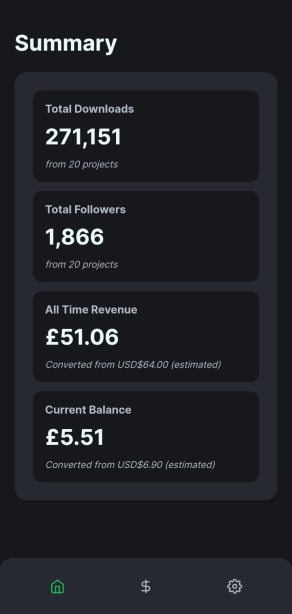 Summary
Total Downloads
271,151
from 20 projects
Total Followers
1,866
from 20 projects
All Time Revenue
£51.06
Converted from USD$64.00 (estimated)
Current Balance
£5.51
Converted from USD$6.90 (estimated)